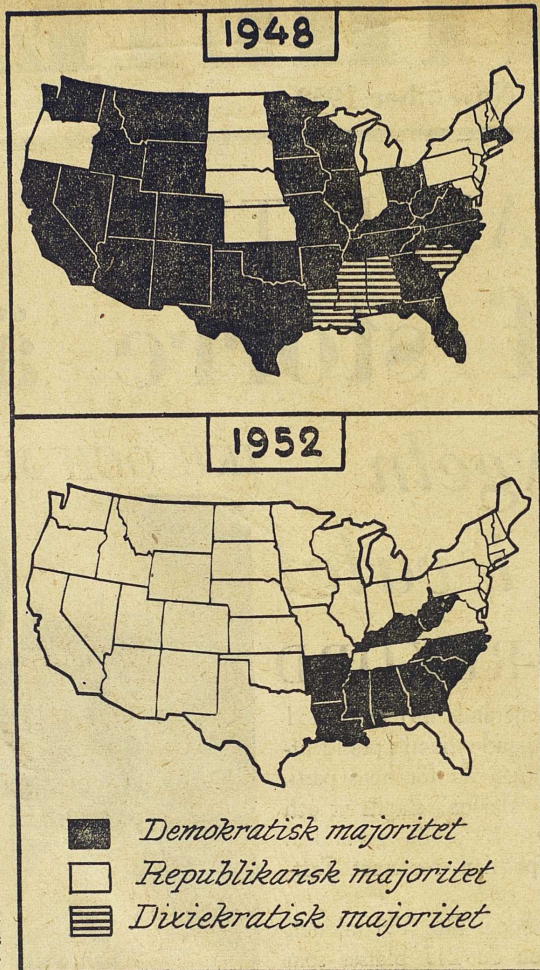 1948
1952
Demokratisk majoritet
Republikansk majoritet
Dixiekratisk majoritet